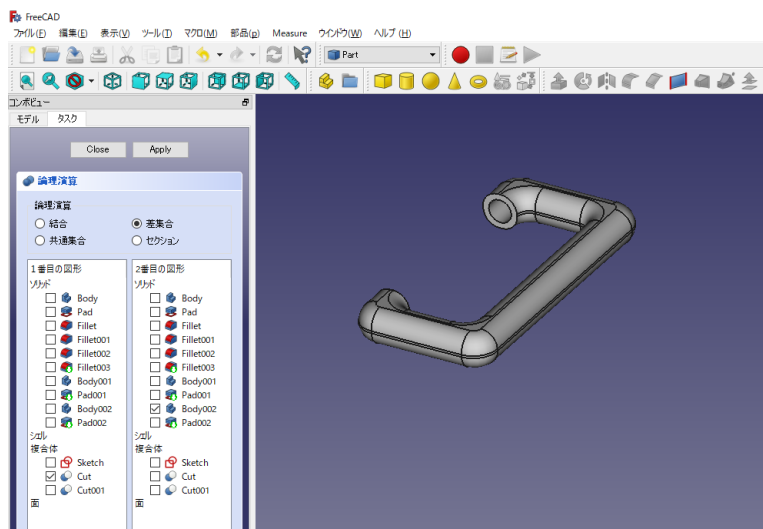 FreeCAD
ファイル(F) 編集(E) 表示(V) ツール(T) マクロ(M) 部品(p) Measure ウインドウ(W) ヘルプ(H)
Part
コンボビュー
モデル タスク
Close Apply
論理演算
論理演算
結合 差集合
共通集合 セクション
1番目の図形 2番目の図形
ソリッド ソリッド
Body Body
Pad Pad
Fillet Fillet
Fillet001 Fillet001
Fillet002 Fillet002
Fillet003 Fillet003
Body001 Body001
Pad001 Pad001
Body002 Body002
Pad002 Pad002
シェル シェル
複合体 複合体
Sketch Sketch
Cut Cut
Cut001 Cut001
面 面